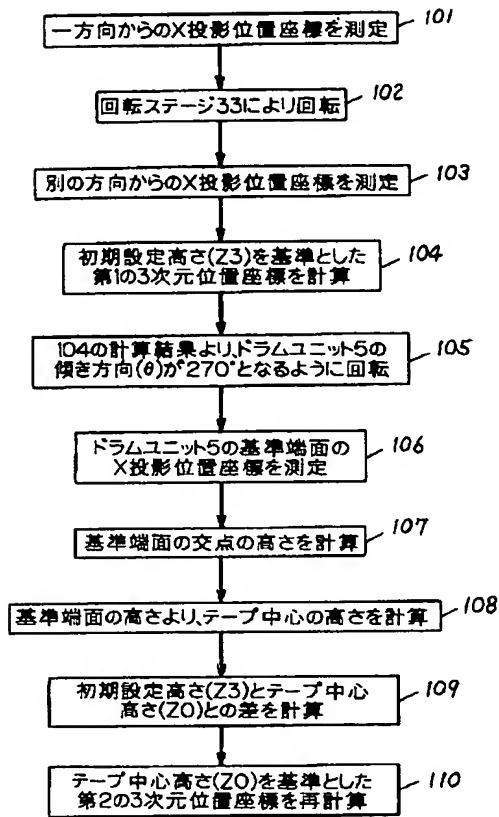 一方向からのX投影位置座標を測定
101
回転ステージ33により回転
102
別の方向からのX投影位置座標を測定
103
初期設定高さ(Z3)を基準とした
第1の3次元位置座標を計算
104
104の計算結果より、ドラムユニット5の
傾き方向(θ)が270°となるように回転
105
ドラムユニット5の基準端面の
X投影位置座標を測定
106
基準端面の交点の高さを計算
107
基準端面の高さより、テープ中心の高さを計算
108
初期設定高さ(Z3)とテープ中心
高さ(Z0)との差を計算
109
テープ中心高さ(Z0)を基準とした
第2の3次元位置座標を再計算
110